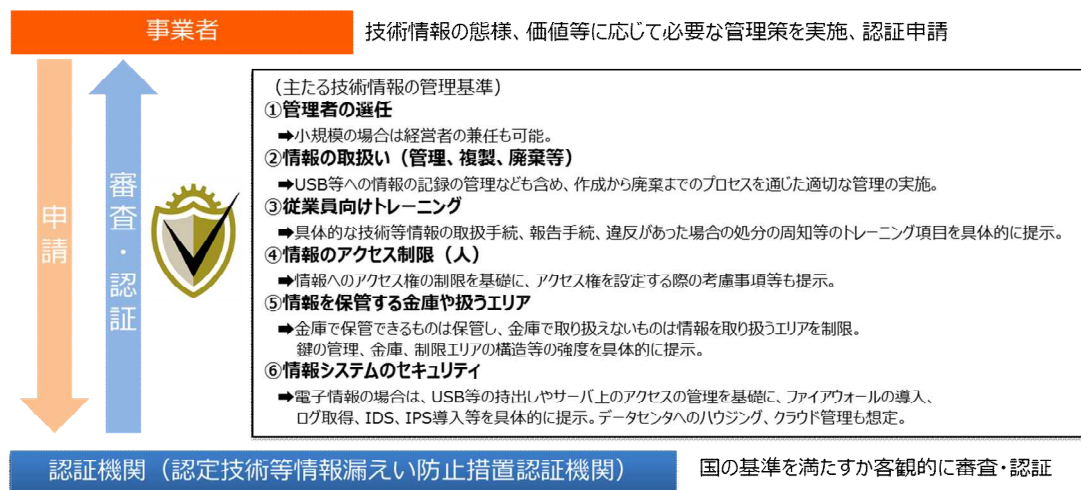 事業者
技術情報の態様、価値等に応じて必要な管理策を実施、認証申請
申請
審査・認証
（主たる技術情報の管理基準）
①管理者の選任
➡小規模の場合は経営者の兼任も可能。
②情報の取扱い（管理、複製、廃棄等）
➡USB等への情報の記録の管理なども含め、作成から廃棄までのプロセスを通じた適切な管理の実施。
③従業員向けトレーニング
➡具体的な技術等情報の取扱手続、報告手続、違反があった場合の処分の周知等のトレーニング項目を具体的に提示。
④情報のアクセス制限（人）
➡情報へのアクセス権の制限を基礎に、アクセス権を設定する際の考慮事項等も提示。
⑤情報を保管する金庫や扱うエリア
➡金庫で保管できるものは保管し、金庫で取り扱えないものは情報を取り扱うエリアを制限。
鍵の管理、金庫、制限エリアの構造等の強度を具体的に提示。
⑥情報システムのセキュリティ
➡電子情報の場合は、USB等の持出しやサーバ上のアクセスの管理を基礎に、ファイアウォールの導入、
ログ取得、IDS、IPS導入等を具体的に提示。データセンタへのハウジング、クラウド管理も想定。
認証機関（認定技術等情報漏えい防止措置認証機関）
国の基準を満たすか客観的に審査・認証